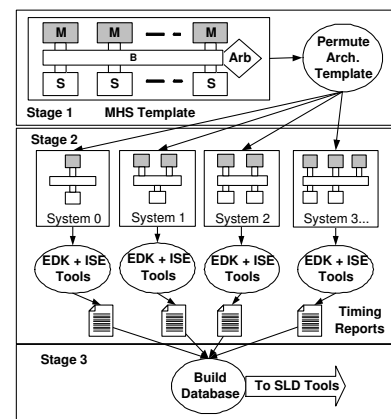 M M M
B
Arb
S S S
Stage 1 MHS Template
Permute
Arch.
Template
Stage 2
System 0 System 1 System 2 System 3...
EDK + ISE
Tools
EDK + ISE
Tools
EDK + ISE
Tools
EDK + ISE
Tools
Timing
Reports
Stage 3
Build
Database
To SLD Tools